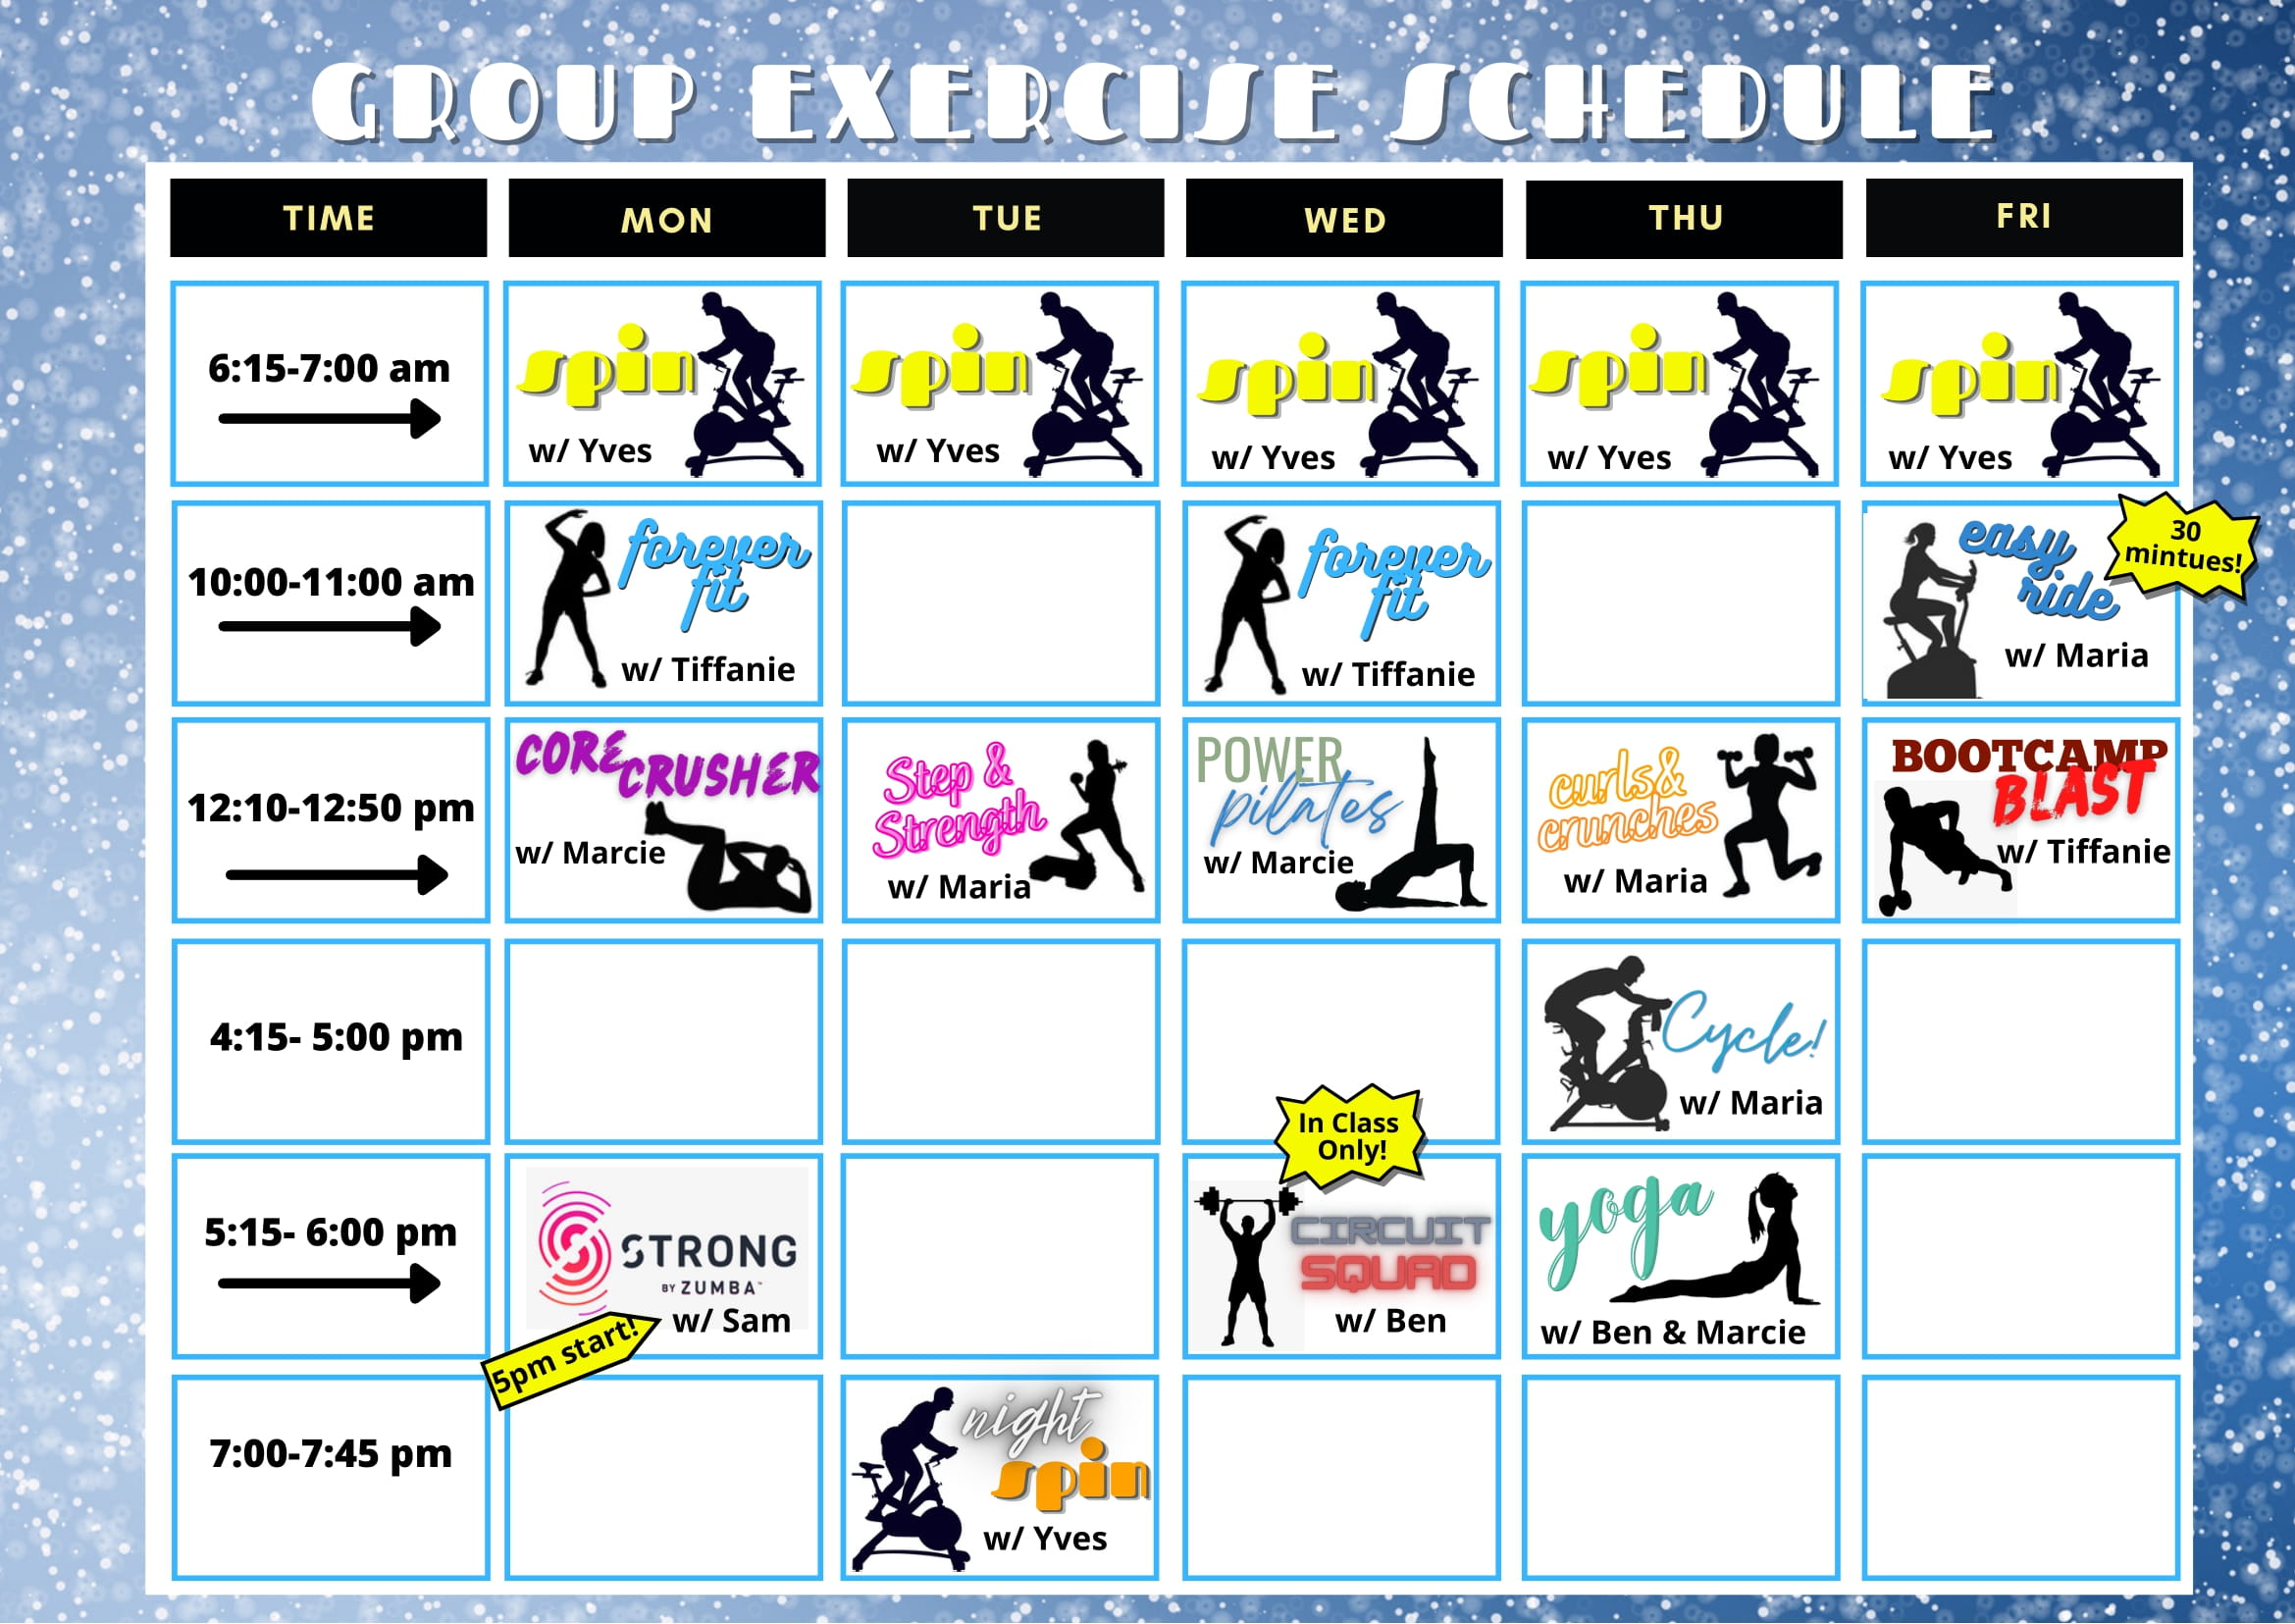 GROUP EXERCISE SCHEDULE
TIME MON TUE WED THU FRI
6:15-7:00 am
spin
w/ Yves
spin
w/ Yves
spin
w/ Yves
spin
w/ Yves
spin
w/ Yves
10:00-11:00 am
forever
fit
w/ Tiffanie
forever
fit
w/ Tiffanie
easy
ride
w/ Maria
30
mintues!
12:10-12:50 pm
CORE
CRUSHER
w/ Marcie
Step &
Strength
w/ Maria
POWER
pilates
w/ Marcie
curls&
crunches
w/ Maria
BOOTCAMP
BLAST
w/ Tiffanie
4:15- 5:00 pm
Cycle!
w/ Maria
5:15- 6:00 pm
STRONG
BY ZUMBA™
w/ Sam
5pm start!
In Class
Only!
CIRCUIT
SQUAD
w/ Ben
yoga
w/ Ben & Marcie
7:00-7:45 pm
night
spin
w/ Yves